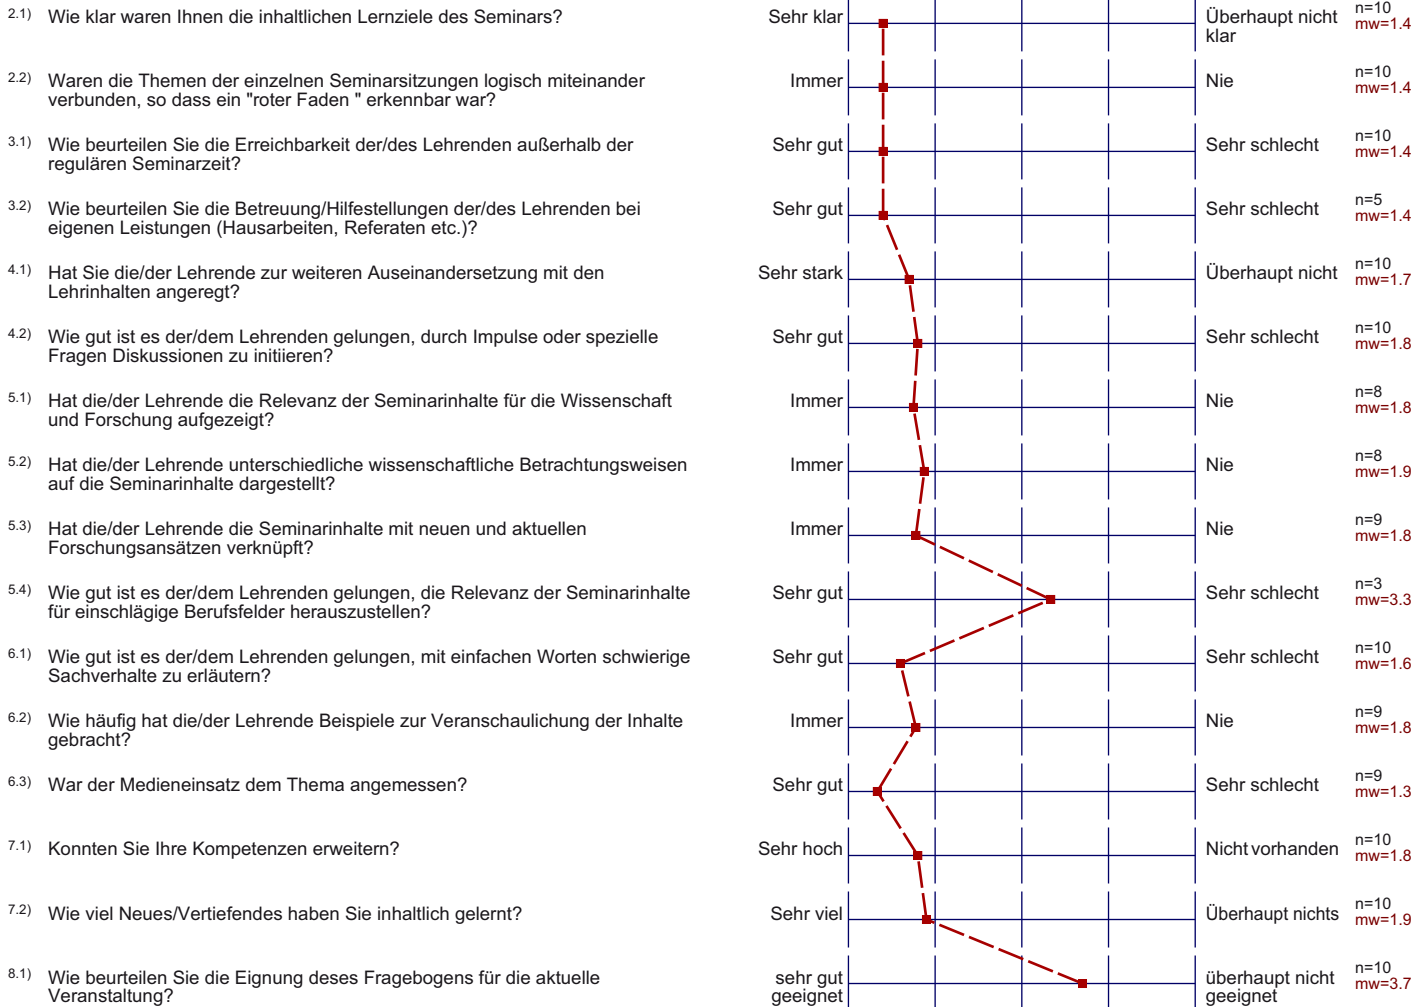 2.1) Wie klar waren Ihnen die inhaltlichen Lernziele des Seminars? Sehr klar Überhaupt nicht klar n=10 mw=1.4
2.2) Waren die Themen der einzelnen Seminarsitzungen logisch miteinander
verbunden, so dass ein "roter Faden " erkennbar war? Immer Nie n=10 mw=1.4
3.1) Wie beurteilen Sie die Erreichbarkeit der/des Lehrenden außerhalb der
regulären Seminarzeit? Sehr gut Sehr schlecht n=10 mw=1.4
3.2) Wie beurteilen Sie die Betreuung/Hilfestellungen der/des Lehrenden bei
eigenen Leistungen (Hausarbeiten, Referaten etc.)? Sehr gut Sehr schlecht n=5 mw=1.4
4.1) Hat Sie die/der Lehrende zur weiteren Auseinandersetzung mit den
Lehrinhalten angeregt? Sehr stark Überhaupt nicht n=10 mw=1.7
4.2) Wie gut ist es der/dem Lehrenden gelungen, durch Impulse oder spezielle
Fragen Diskussionen zu initiieren? Sehr gut Sehr schlecht n=10 mw=1.8
5.1) Hat die/der Lehrende die Relevanz der Seminarinhalte für die Wissenschaft
und Forschung aufgezeigt? Immer Nie n=8 mw=1.8
5.2) Hat die/der Lehrende unterschiedliche wissenschaftliche Betrachtungsweisen
auf die Seminarinhalte dargestellt? Immer Nie n=8 mw=1.9
5.3) Hat die/der Lehrende die Seminarinhalte mit neuen und aktuellen
Forschungsansätzen verknüpft? Immer Nie n=9 mw=1.8
5.4) Wie gut ist es der/dem Lehrenden gelungen, die Relevanz der Seminarinhalte
für einschlägige Berufsfelder herauszustellen? Sehr gut Sehr schlecht n=3 mw=3.3
6.1) Wie gut ist es der/dem Lehrenden gelungen, mit einfachen Worten schwierige
Sachverhalte zu erläutern? Sehr gut Sehr schlecht n=10 mw=1.6
6.2) Wie häufig hat die/der Lehrende Beispiele zur Veranschaulichung der Inhalte
gebracht? Immer Nie n=9 mw=1.8
6.3) War der Medieneinsatz dem Thema angemessen? Sehr gut Sehr schlecht n=9 mw=1.3
7.1) Konnten Sie Ihre Kompetenzen erweitern? Sehr hoch Nicht vorhanden n=10 mw=1.8
7.2) Wie viel Neues/Vertiefendes haben Sie inhaltlich gelernt? Sehr viel Überhaupt nichts n=10 mw=1.9
8.1) Wie beurteilen Sie die Eignung deses Fragebogens für die aktuelle
Veranstaltung? sehr gut geeignet überhaupt nicht geeignet n=10 mw=3.7